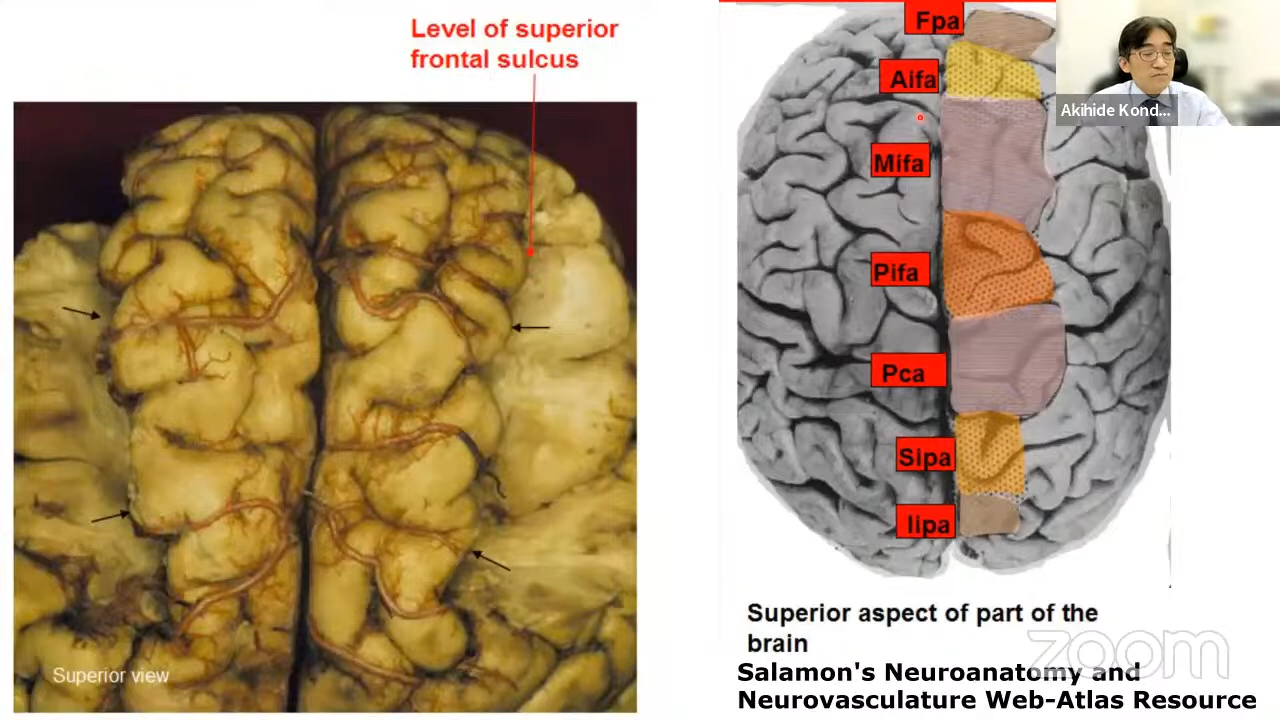 Level of superior
frontal sulcus
Superior view
Fpa
Aifa
Mifa
Pifa
Pca
Sipa
Iipa
Akihide Kond...
Superior aspect of part of the
brain
Salamon's Neuroanatomy and
Neurovasculature Web-Atlas Resource
zoom